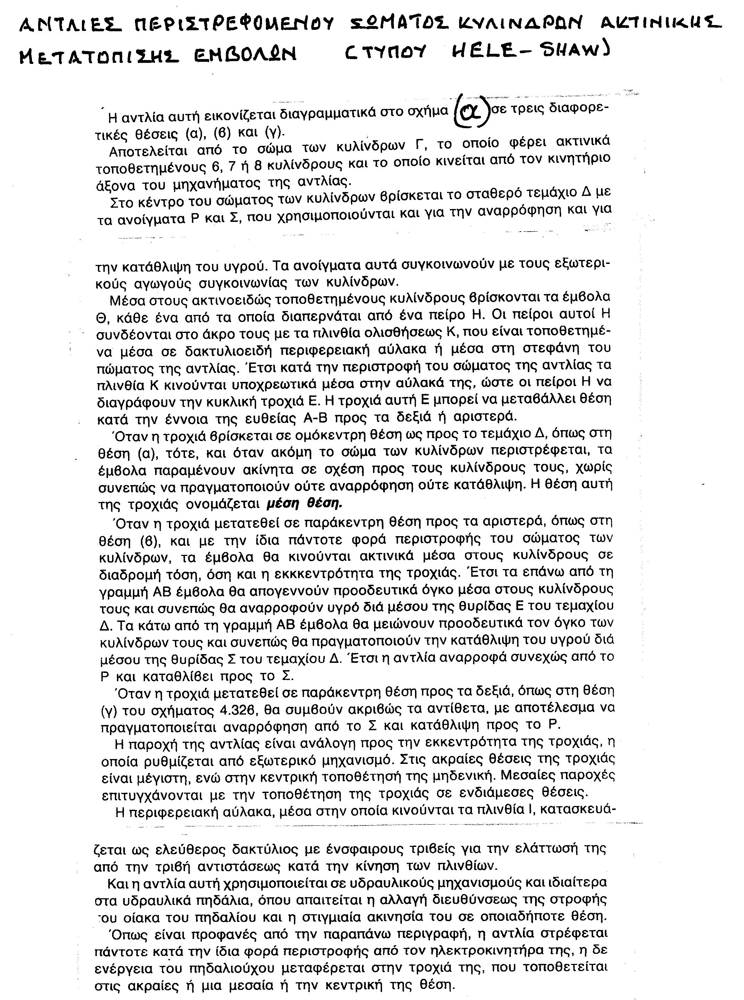 ΑΝΤΛΙΕΣ ΠΕΡΙΣΤΡΕΦΟΜΕΝΟΥ ΣΩΜΑΤΟΣ ΚΥΛΙΝΔΡΩΝ ΑΚΤΙΝΙΚΗΣ
ΜΕΤΑΤΟΠΙΣΗΣ ΕΜΒΟΛΩΝ (ΤΥΠΟΥ HELE-SHAW)
Η αντλία αυτή εικονίζεται διαγραμματικά στο σχήμα (α) σε τρεις διαφορε-
τικές θέσεις (α), (β) και (γ).
Αποτελείται από το σώμα των κυλίνδρων Γ, το οποίο φέρει ακτινικά
τοποθετημένους 6, 7 ή 8 κυλίνδρους και το οποίο κινείται από τον κινητήριο
άξονα του μηχανήματος της αντλίας.
Στο κέντρο του σώματος των κυλίνδρων βρίσκεται το σταθερό τεμάχιο Δ με
τα ανοίγματα Ρ και Σ, που χρησιμοποιούνται και για την αναρρόφηση και για
την κατάθλιψη του υγρού. Τα ανοίγματα αυτά συγκοινωνούν με τους εξωτερι-
κούς αγωγούς συγκοινωνίας των κυλίνδρων.
Μέσα στους ακτινοειδώς τοποθετημένους κυλίνδρους βρίσκονται τα έμβολα
Θ, κάθε ένα από τα οποία διαπερνάται από ένα πείρο Η. Οι πείροι αυτοί Η
συνδέονται στο άκρο τους με τα πλινθία ολισθήσεως Κ, που είναι τοποθετημέ-
να μέσα σε δακτυλιοειδή περιφερειακή αύλακα ή μέσα στη στεφάνη του
πώματος της αντλίας. Έτσι κατά την περιστροφή του σώματος της αντλίας τα
πλινθία Κ κινούνται υποχρεωτικά μέσα στην αύλακά της, ώστε οι πείροι Η να
διαγράφουν την κυκλική τροχιά Ε. Η τροχιά αυτή Ε μπορεί να μεταβάλλει θέση
κατά την έννοια της ευθείας Α-Β προς τα δεξιά ή αριστερά.
Όταν η τροχιά βρίσκεται σε ομόκεντρη θέση ως προς το τεμάχιο Δ, όπως στη
θέση (α), τότε, και όταν ακόμη το σώμα των κυλίνδρων περιστρέφεται, τα
έμβολα παραμένουν ακίνητα σε σχέση προς τους κυλίνδρους τους, χωρίς
συνεπώς να πραγματοποιούν ούτε αναρρόφηση ούτε κατάθλιψη. Η θέση αυτή
της τροχιάς ονομάζεται μέση θέση.
Όταν η τροχιά μετατεθεί σε παράκεντρη θέση προς τα αριστερά, όπως στη
θέση (β), και με την ίδια πάντοτε φορά περιστροφής του σώματος των
κυλίνδρων, τα έμβολα θα κινούνται ακτινικά μέσα στους κυλίνδρους σε
διαδρομή τόση, όση και η εκκκεντρότητα της τροχιάς. Έτσι τα επάνω από τη
γραμμή ΑΒ έμβολα θα απογεννούν προοδευτικά όγκο μέσα στους κυλίνδρους
τους και συνεπώς θα αναρροφούν υγρό διά μέσου της θυρίδας Ε του τεμαχίου
Δ. Τα κάτω από τη γραμμή ΑΒ έμβολα θα μειώνουν προοδευτικά τον όγκο των
κυλίνδρων τους και συνεπώς θα πραγματοποιούν την κατάθλιψη του υγρού διά
μέσου της θυρίδας Σ του τεμαχίου Δ. Έτσι η αντλία αναρροφά συνεχώς από το
Ρ και καταθλίβει προς το Σ.
Όταν η τροχιά μετατεθεί σε παράκεντρη θέση προς τα δεξιά, όπως στη θέση
(γ) του σχήματος 4.32β, θα συμβούν ακριβώς τα αντίθετα, με αποτέλεσμα να
πραγματοποιείται αναρρόφηση από το Σ και κατάθλιψη προς το Ρ.
Η παροχή της αντλίας είναι ανάλογη προς την εκκεντρότητα της τροχιάς, η
οποία ρυθμίζεται από εξωτερικό μηχανισμό. Στις ακραίες θέσεις της τροχιάς
είναι μέγιστη, ενώ στην κεντρική τοποθέτησή της μηδενική. Μεσαίες παροχές
επιτυγχάνονται με την τοποθέτηση της τροχιάς σε ενδιάμεσες θέσεις.
Η περιφερειακή αύλακα, μέσα στην οποία κινούνται τα πλινθία Ι, κατασκευά-
ζεται ως ελεύθερος δακτύλιος με ένσφαιρους τριβείς για την ελάττωσή της
από την τριβή αντιστάσεως κατά την κίνηση των πλινθίων.
Και η αντλία αυτή χρησιμοποιείται σε υδραυλικούς μηχανισμούς και ιδιαίτερα
στα υδραυλικά πηδάλια, όπου απαιτείται η αλλαγή διευθύνσεως της στροφής
του οίακα του πηδαλίου και η στιγμιαία ακινησία του σε οποιαδήποτε θέση.
Όπως είναι προφανές από την παραπάνω περιγραφή, η αντλία στρέφεται
πάντοτε κατά την ίδια φορά περιστροφής από τον ηλεκτροκινητήρα της, η δε
ενέργεια του πηδαλιούχου μεταφέρεται στην τροχιά της, που τοποθετείται
στις ακραίες ή μια μεσαία ή την κεντρική της θέση.